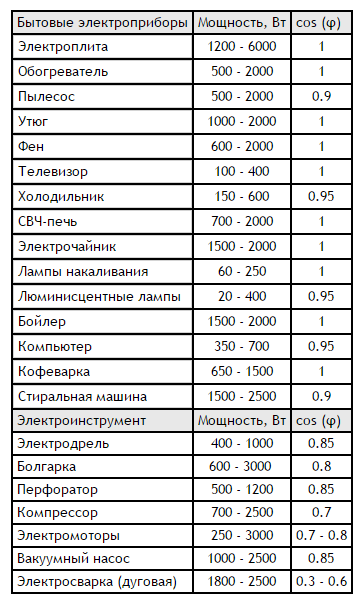 Бытовые электроприборы Мощность, Вт cos (φ)
Электроплита 1200 - 6000 1
Обогреватель 500 - 2000 1
Пылесос 500 - 2000 0.9
Утюг 1000 - 2000 1
Фен 600 - 2000 1
Телевизор 100 - 400 1
Холодильник 150 - 600 0.95
СВЧ-печь 700 - 2000 1
Электрочайник 1500 - 2000 1
Лампы накаливания 60 - 250 1
Люминисцентные лампы 20 - 400 0.95
Бойлер 1500 - 2000 1
Компьютер 350 - 700 0.95
Кофеварка 650 - 1500 1
Стиральная машина 1500 - 2500 0.9
Электроинструмент Мощность, Вт cos (φ)
Электродрель 400 - 1000 0.85
Болгарка 600 - 3000 0.8
Перфоратор 500 - 1200 0.85
Компрессор 700 - 2500 0.7
Электромоторы 250 - 3000 0.7 - 0.8
Вакуумный насос 1000 - 2500 0.85
Электросварка (дуговая) 1800 - 2500 0.3 - 0.6